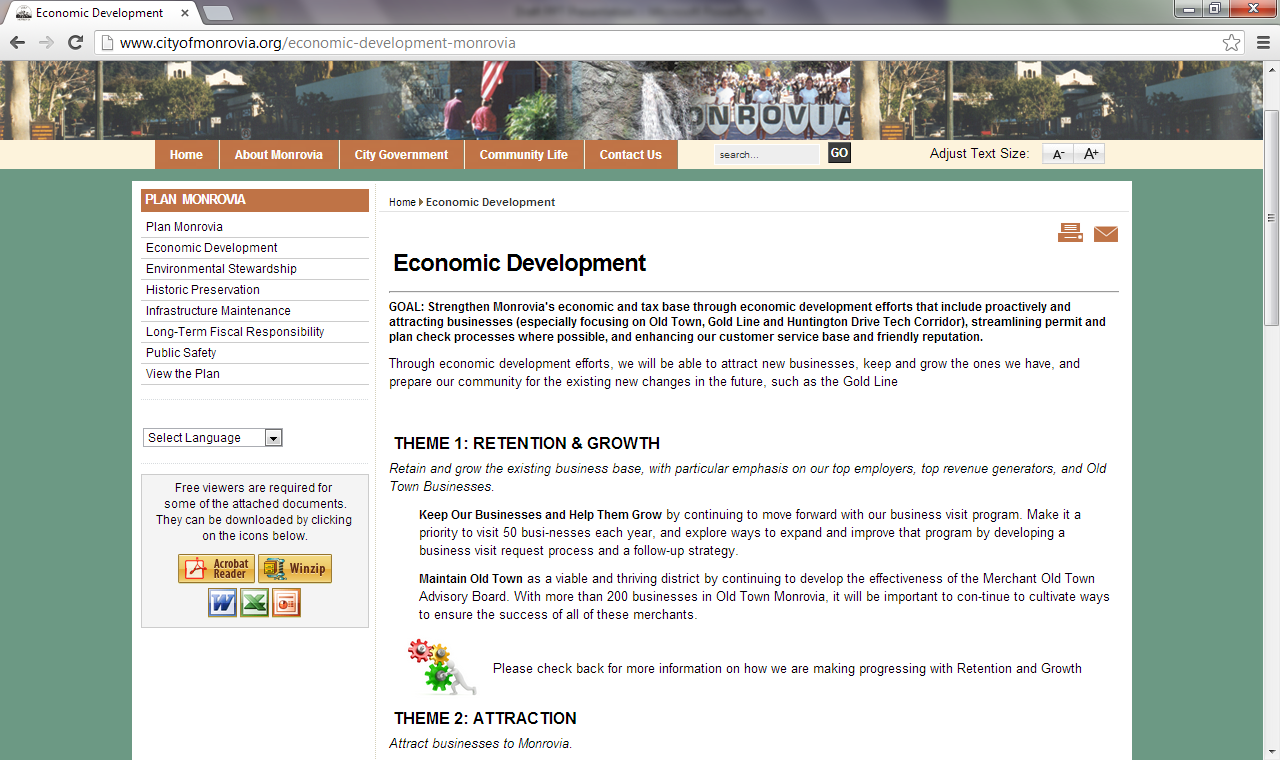 Economic Development
www.cityofmonrovia.org/economic-development-monrovia
ONROVIA
Home About Monrovia City Government Community Life Contact Us search... GO Adjust Text Size: A- A+
PLAN MONROVIA
Plan Monrovia
Economic Development
Environmental Stewardship
Historic Preservation
Infrastructure Maintenance
Long-Term Fiscal Responsibility
Public Safety
View the Plan
Select Language
Free viewers are required for
some of the attached documents.
They can be downloaded by clicking
on the icons below.
Acrobat
Reader
Winzip
Home Economic Development
Economic Development
GOAL: Strengthen Monrovia's economic and tax base through economic development efforts that include proactively and
attracting businesses (especially focusing on Old Town, Gold Line and Huntington Drive Tech Corridor), streamlining permit and
plan check processes where possible, and enhancing our customer service base and friendly reputation.
Through economic development efforts, we will be able to attract new businesses, keep and grow the ones we have, and
prepare our community for the existing new changes in the future, such as the Gold Line
THEME 1: RETENTION & GROWTH
Retain and grow the existing business base, with particular emphasis on our top employers, top revenue generators, and Old
Town Businesses.
Keep Our Businesses and Help Them Grow by continuing to move forward with our business visit program. Make it a
priority to visit 50 busi-nesses each year, and explore ways to expand and improve that program by developing a
business visit request process and a follow-up strategy.
Maintain Old Town as a viable and thriving district by continuing to develop the effectiveness of the Merchant Old Town
Advisory Board. With more than 200 businesses in Old Town Monrovia, it will be important to con-tinue to cultivate ways
to ensure the success of all of these merchants.
Please check back for more information on how we are making progressing with Retention and Growth
THEME 2: ATTRACTION
Attract businesses to Monrovia.